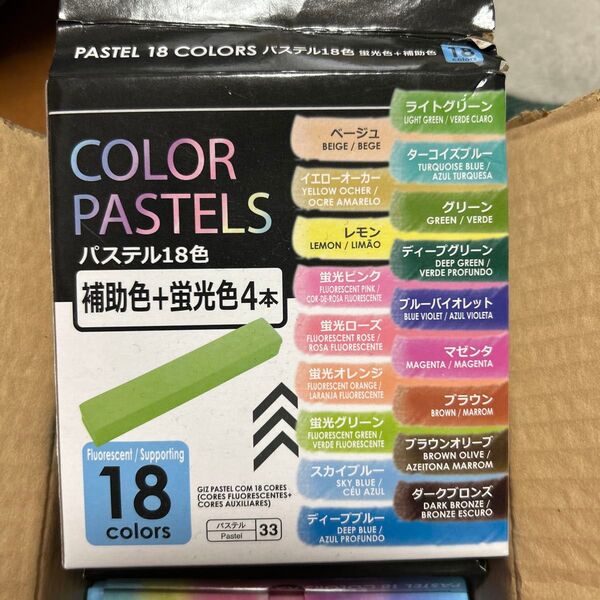 PASTEL 18 COLORS パステル18色 蛍光色+補助色
18
colors
COLOR
PASTELS
パステル18色
補助色+蛍光色4本
Fluorescent / Supporting
18
colors
GIZ PASTEL COM 18 CORES
(CORES FLUORESCENTES+
CORES AUXILIARES)
パステル
Pastel
33
ベージュ
BEIGE / BEGE
イエローオーカー
YELLOW OCHER /
OCRE AMARELO
レモン
LEMON / LIMÃO
蛍光ピンク
FLUORESCENT PINK /
COR-DE-ROSA FLUORESCENTE
蛍光ローズ
FLUORESCENT ROSE /
ROSA FLUORESCENTE
蛍光オレンジ
FLUORESCENT ORANGE /
LARANJA FLUORESCENTE
蛍光グリーン
FLUORESCENT GREEN /
VERDE FLUORESCENTE
スカイブルー
SKY BLUE /
CÉU AZUL
ディープブルー
DEEP BLUE /
AZUL PROFUNDO
ライトグリーン
LIGHT GREEN / VERDE CLARO
ターコイズブルー
TURQUOISE BLUE /
AZUL TURQUESA
グリーン
GREEN / VERDE
ディープグリーン
DEEP GREEN /
VERDE PROFUNDO
ブルーバイオレット
BLUE VIOLET / AZUL VIOLETA
マゼンタ
MAGENTA / MAGENTA
ブラウン
BROWN / MARROM
ブラウンオリーブ
BROWN OLIVE /
AZEITONA MARROM
ダークブロンズ
DARK BRONZE /
BRONZE ESCURO